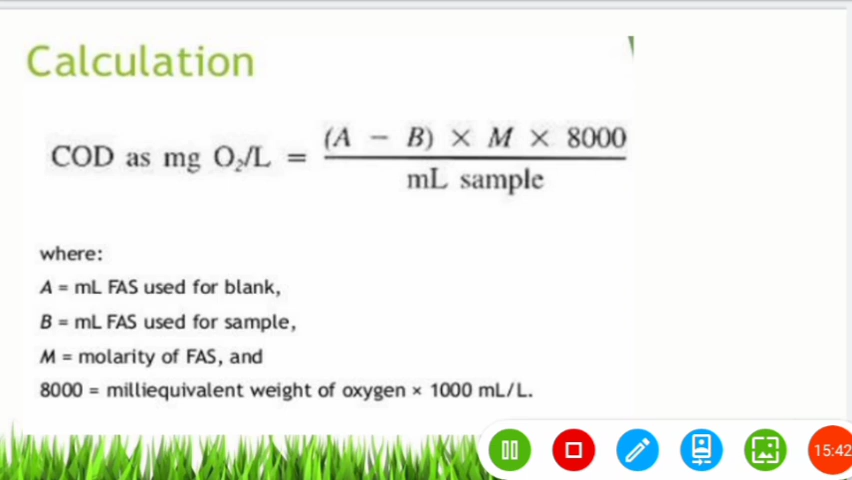 Calculation
COD as mg O₂/L = (A − B) × M × 8000
mL sample
where:
A = mL FAS used for blank,
B = mL FAS used for sample,
M = molarity of FAS, and
8000 = milliequivalent weight of oxygen × 1000 mL/L.
15:42